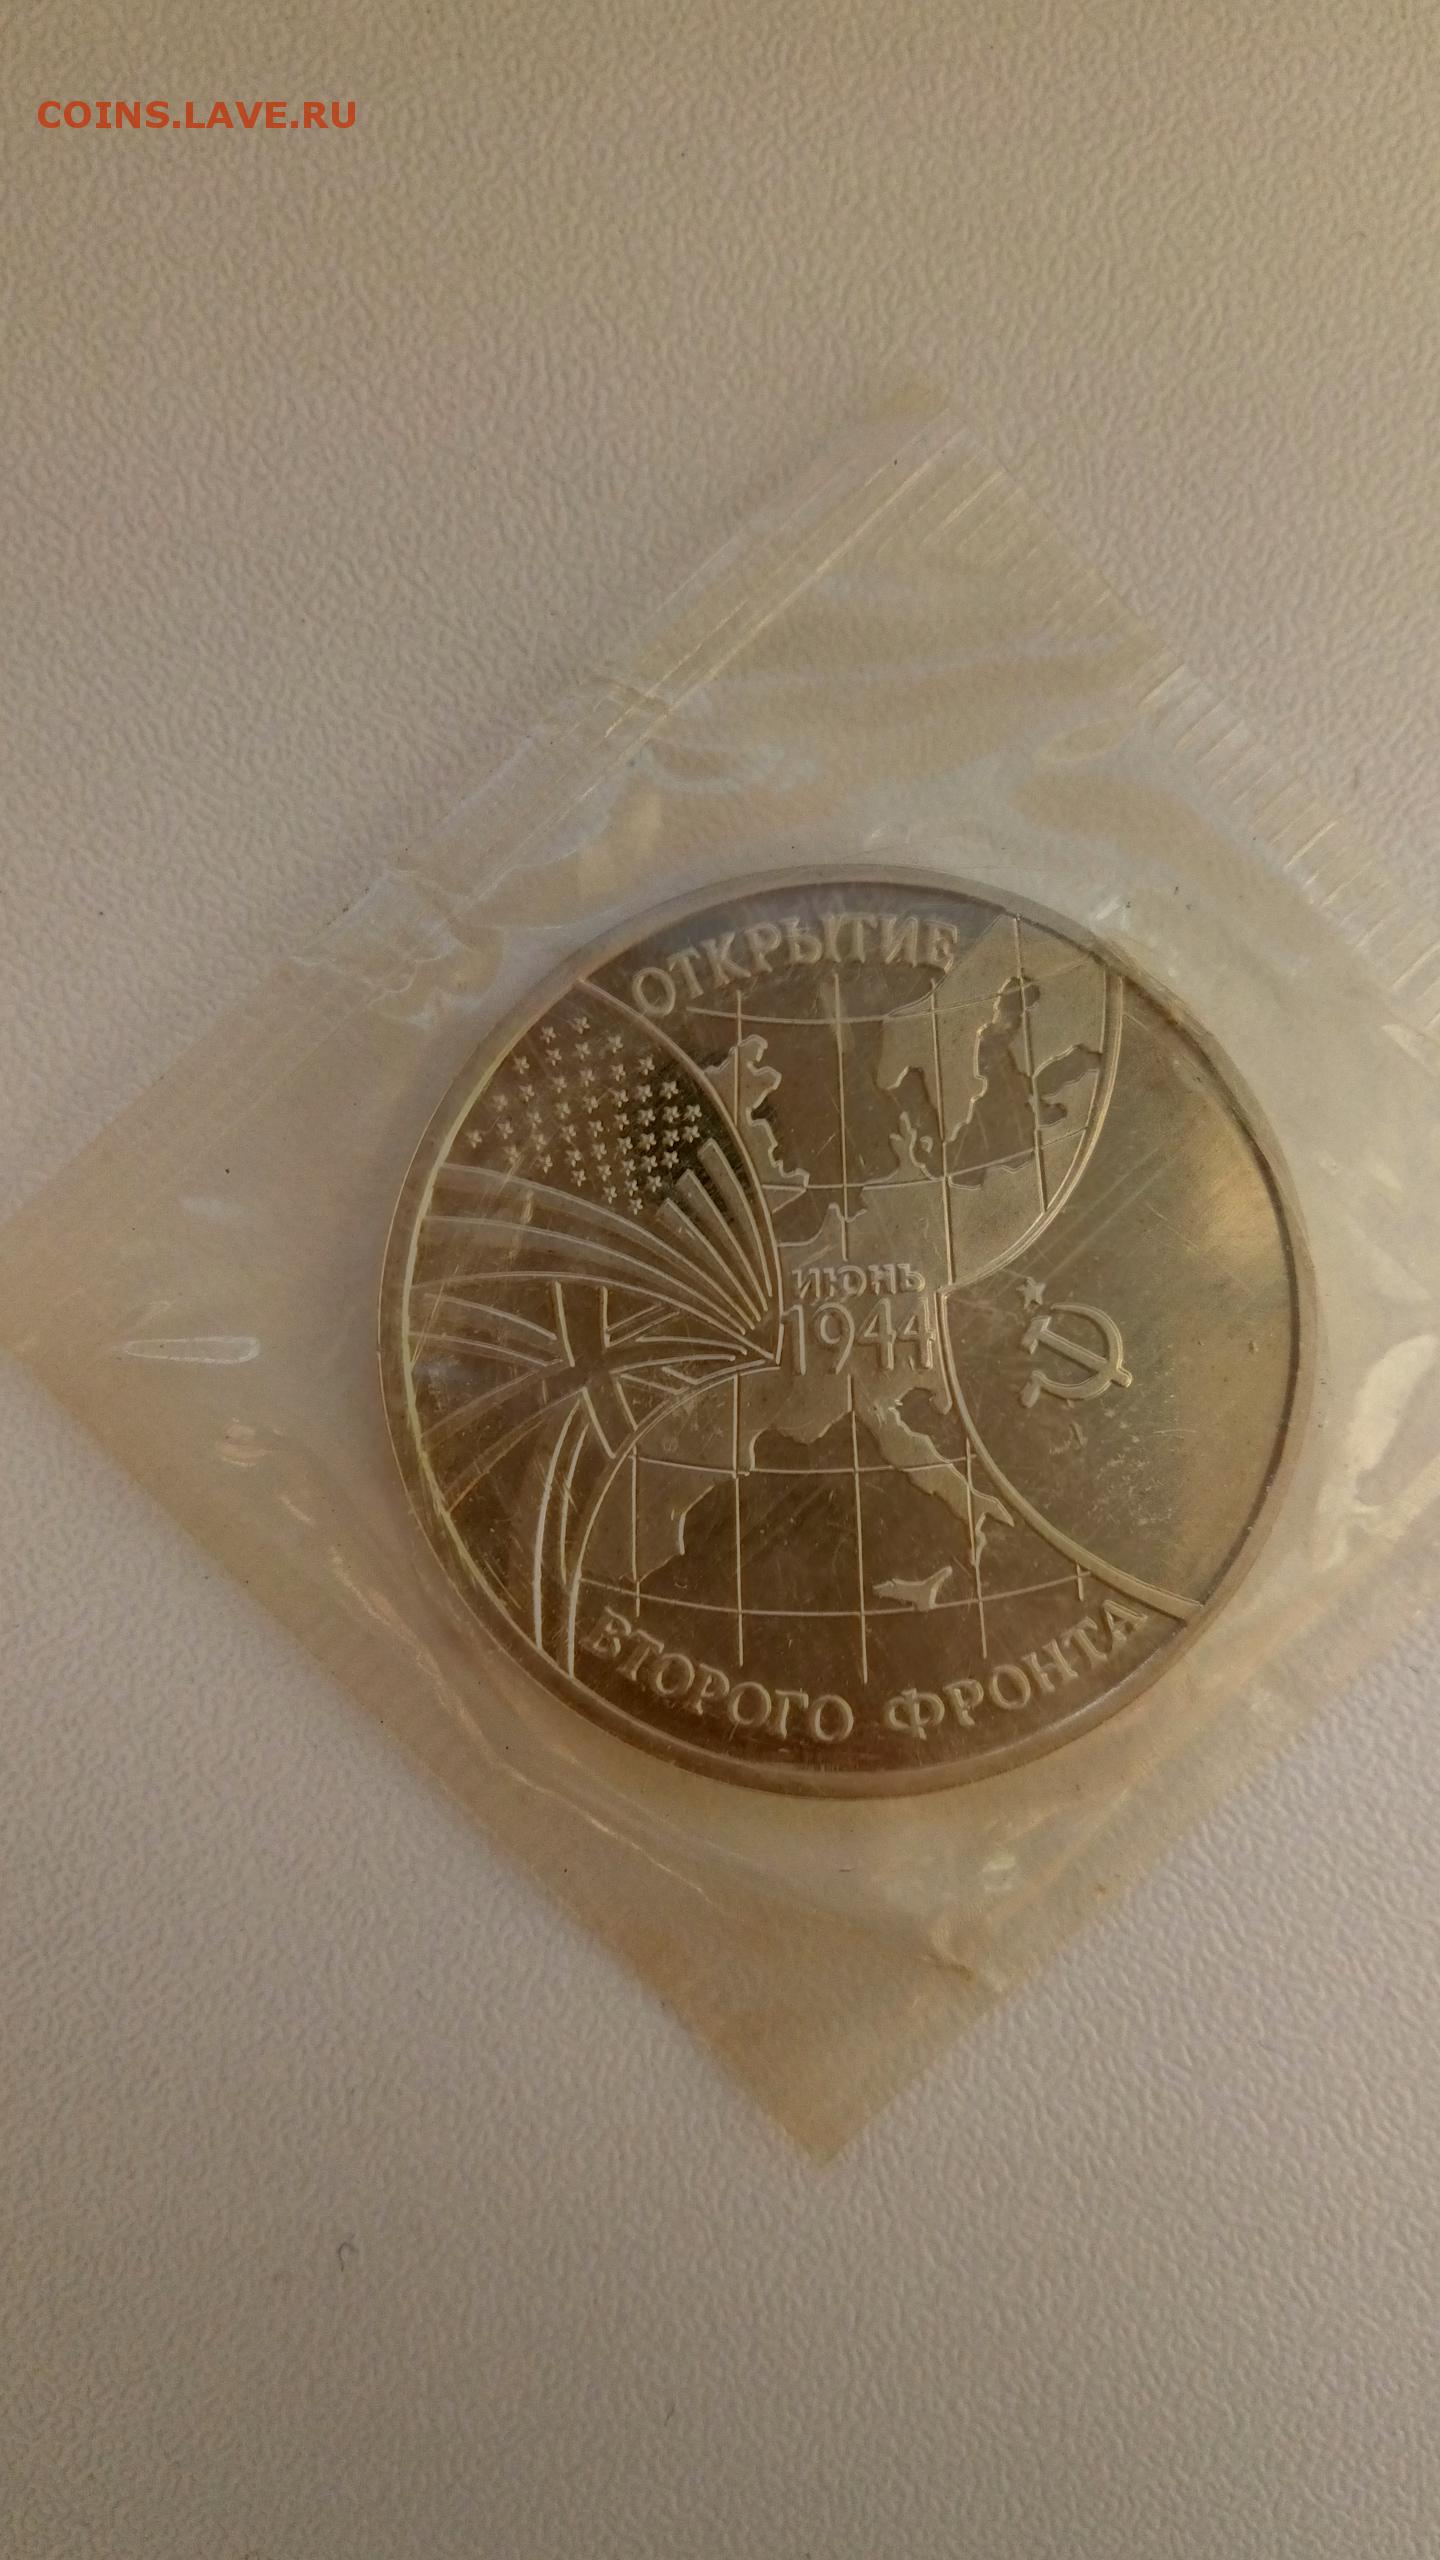 COINS.LAVE.RU
ОТКРЫТИЕ
ИЮНЬ
1944
ВТОРОГО ФРОНТА